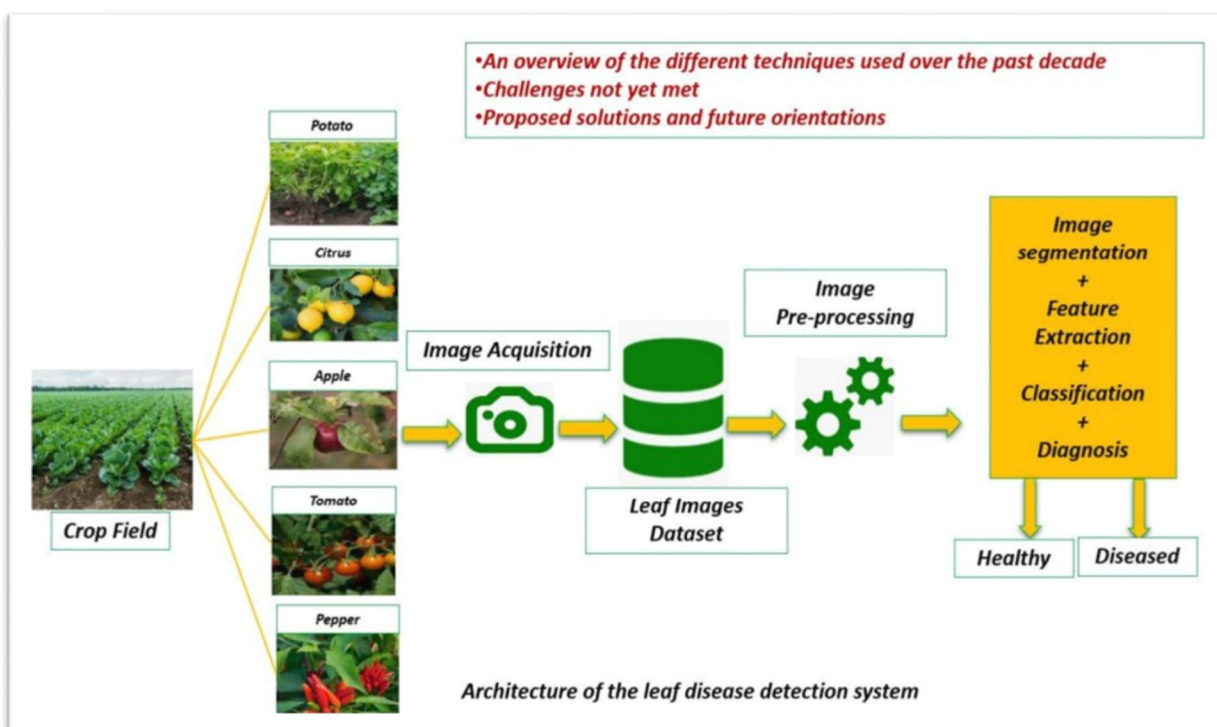 •An overview of the different techniques used over the past decade
•Challenges not yet met
•Proposed solutions and future orientations
Potato
Citrus
Apple
Tomato
Pepper
Crop Field
Image Acquisition
Leaf Images
Dataset
Image
Pre-processing
Image
segmentation
+
Feature
Extraction
+
Classification
+
Diagnosis
Healthy
Diseased
Architecture of the leaf disease detection system